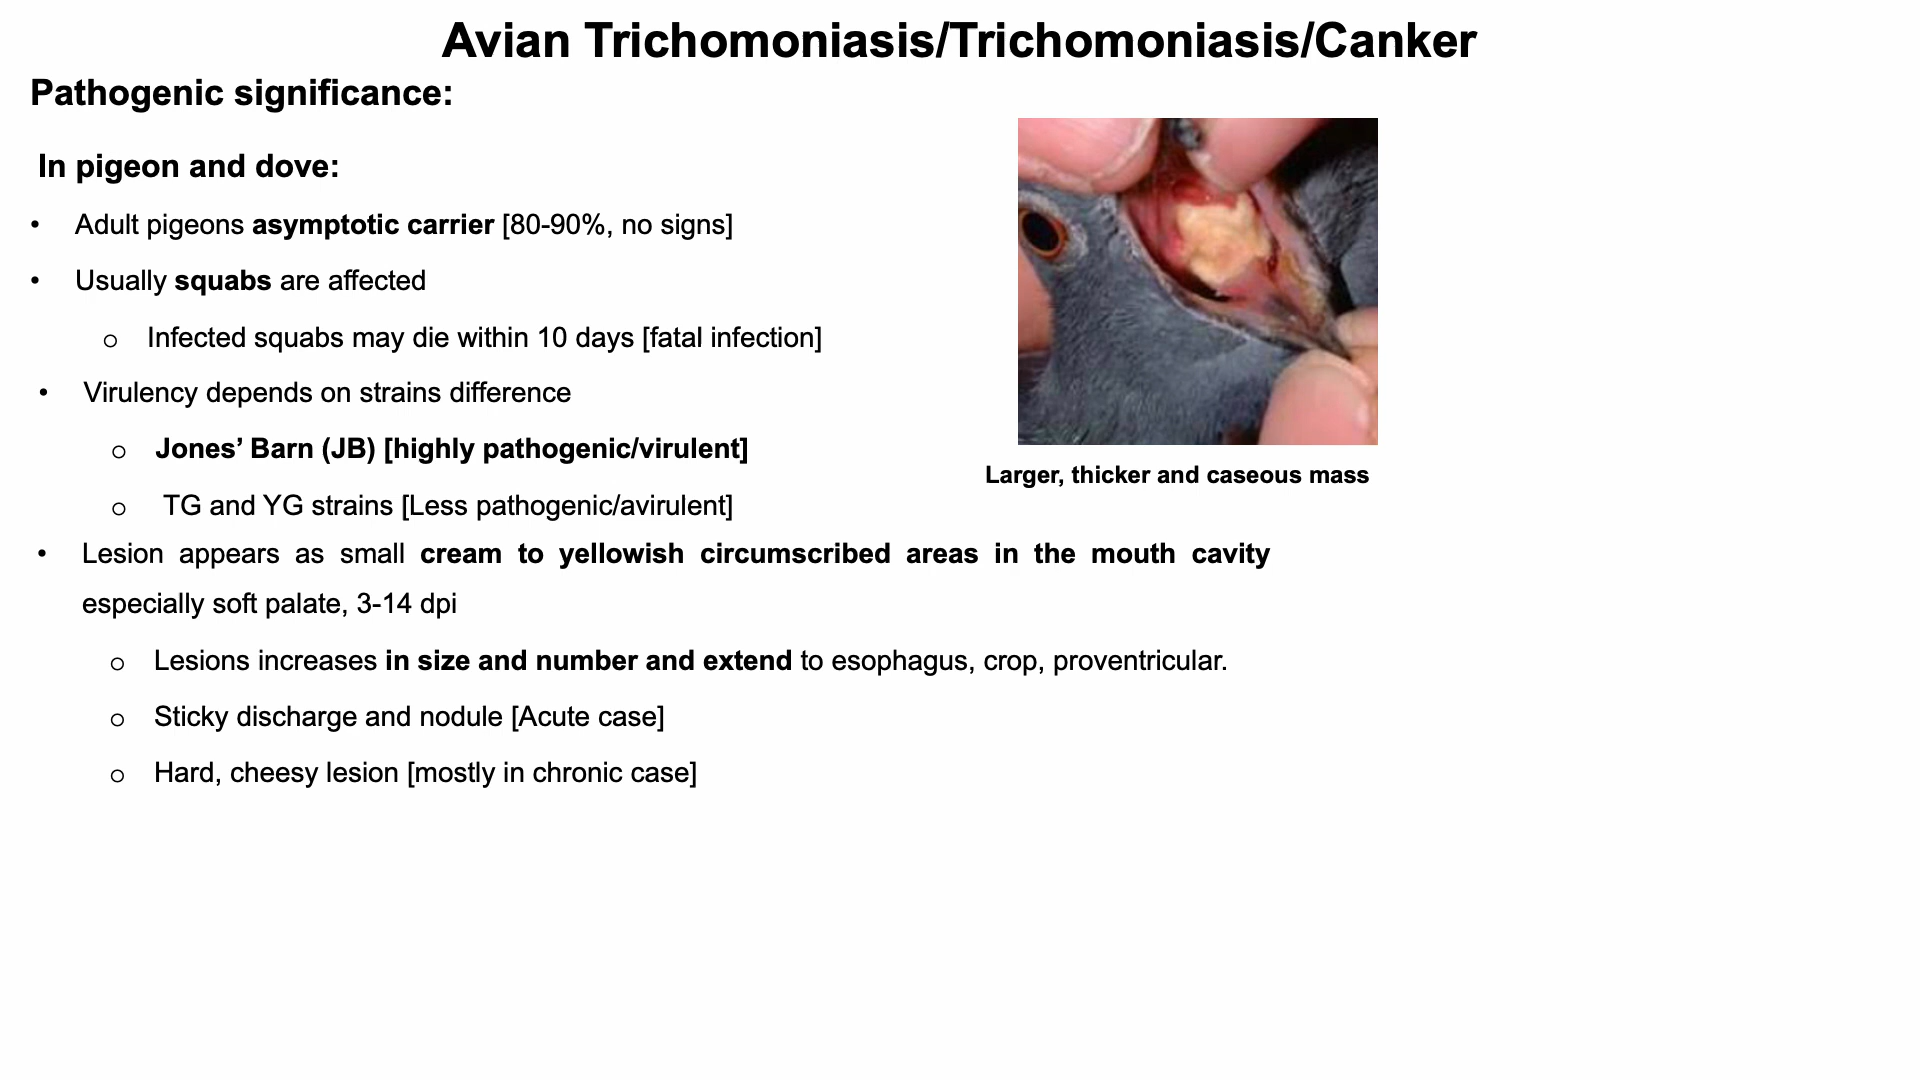 Avian Trichomoniasis/Trichomoniasis/Canker
Pathogenic significance:
In pigeon and dove:
• Adult pigeons asymptotic carrier [80-90%, no signs]
• Usually squabs are affected
o Infected squabs may die within 10 days [fatal infection]
• Virulency depends on strains difference
o Jones’ Barn (JB) [highly pathogenic/virulent]
o TG and YG strains [Less pathogenic/avirulent]
Larger, thicker and caseous mass
• Lesion appears as small cream to yellowish circumscribed areas in the mouth cavity
especially soft palate, 3-14 dpi
o Lesions increases in size and number and extend to esophagus, crop, proventricular.
o Sticky discharge and nodule [Acute case]
o Hard, cheesy lesion [mostly in chronic case]